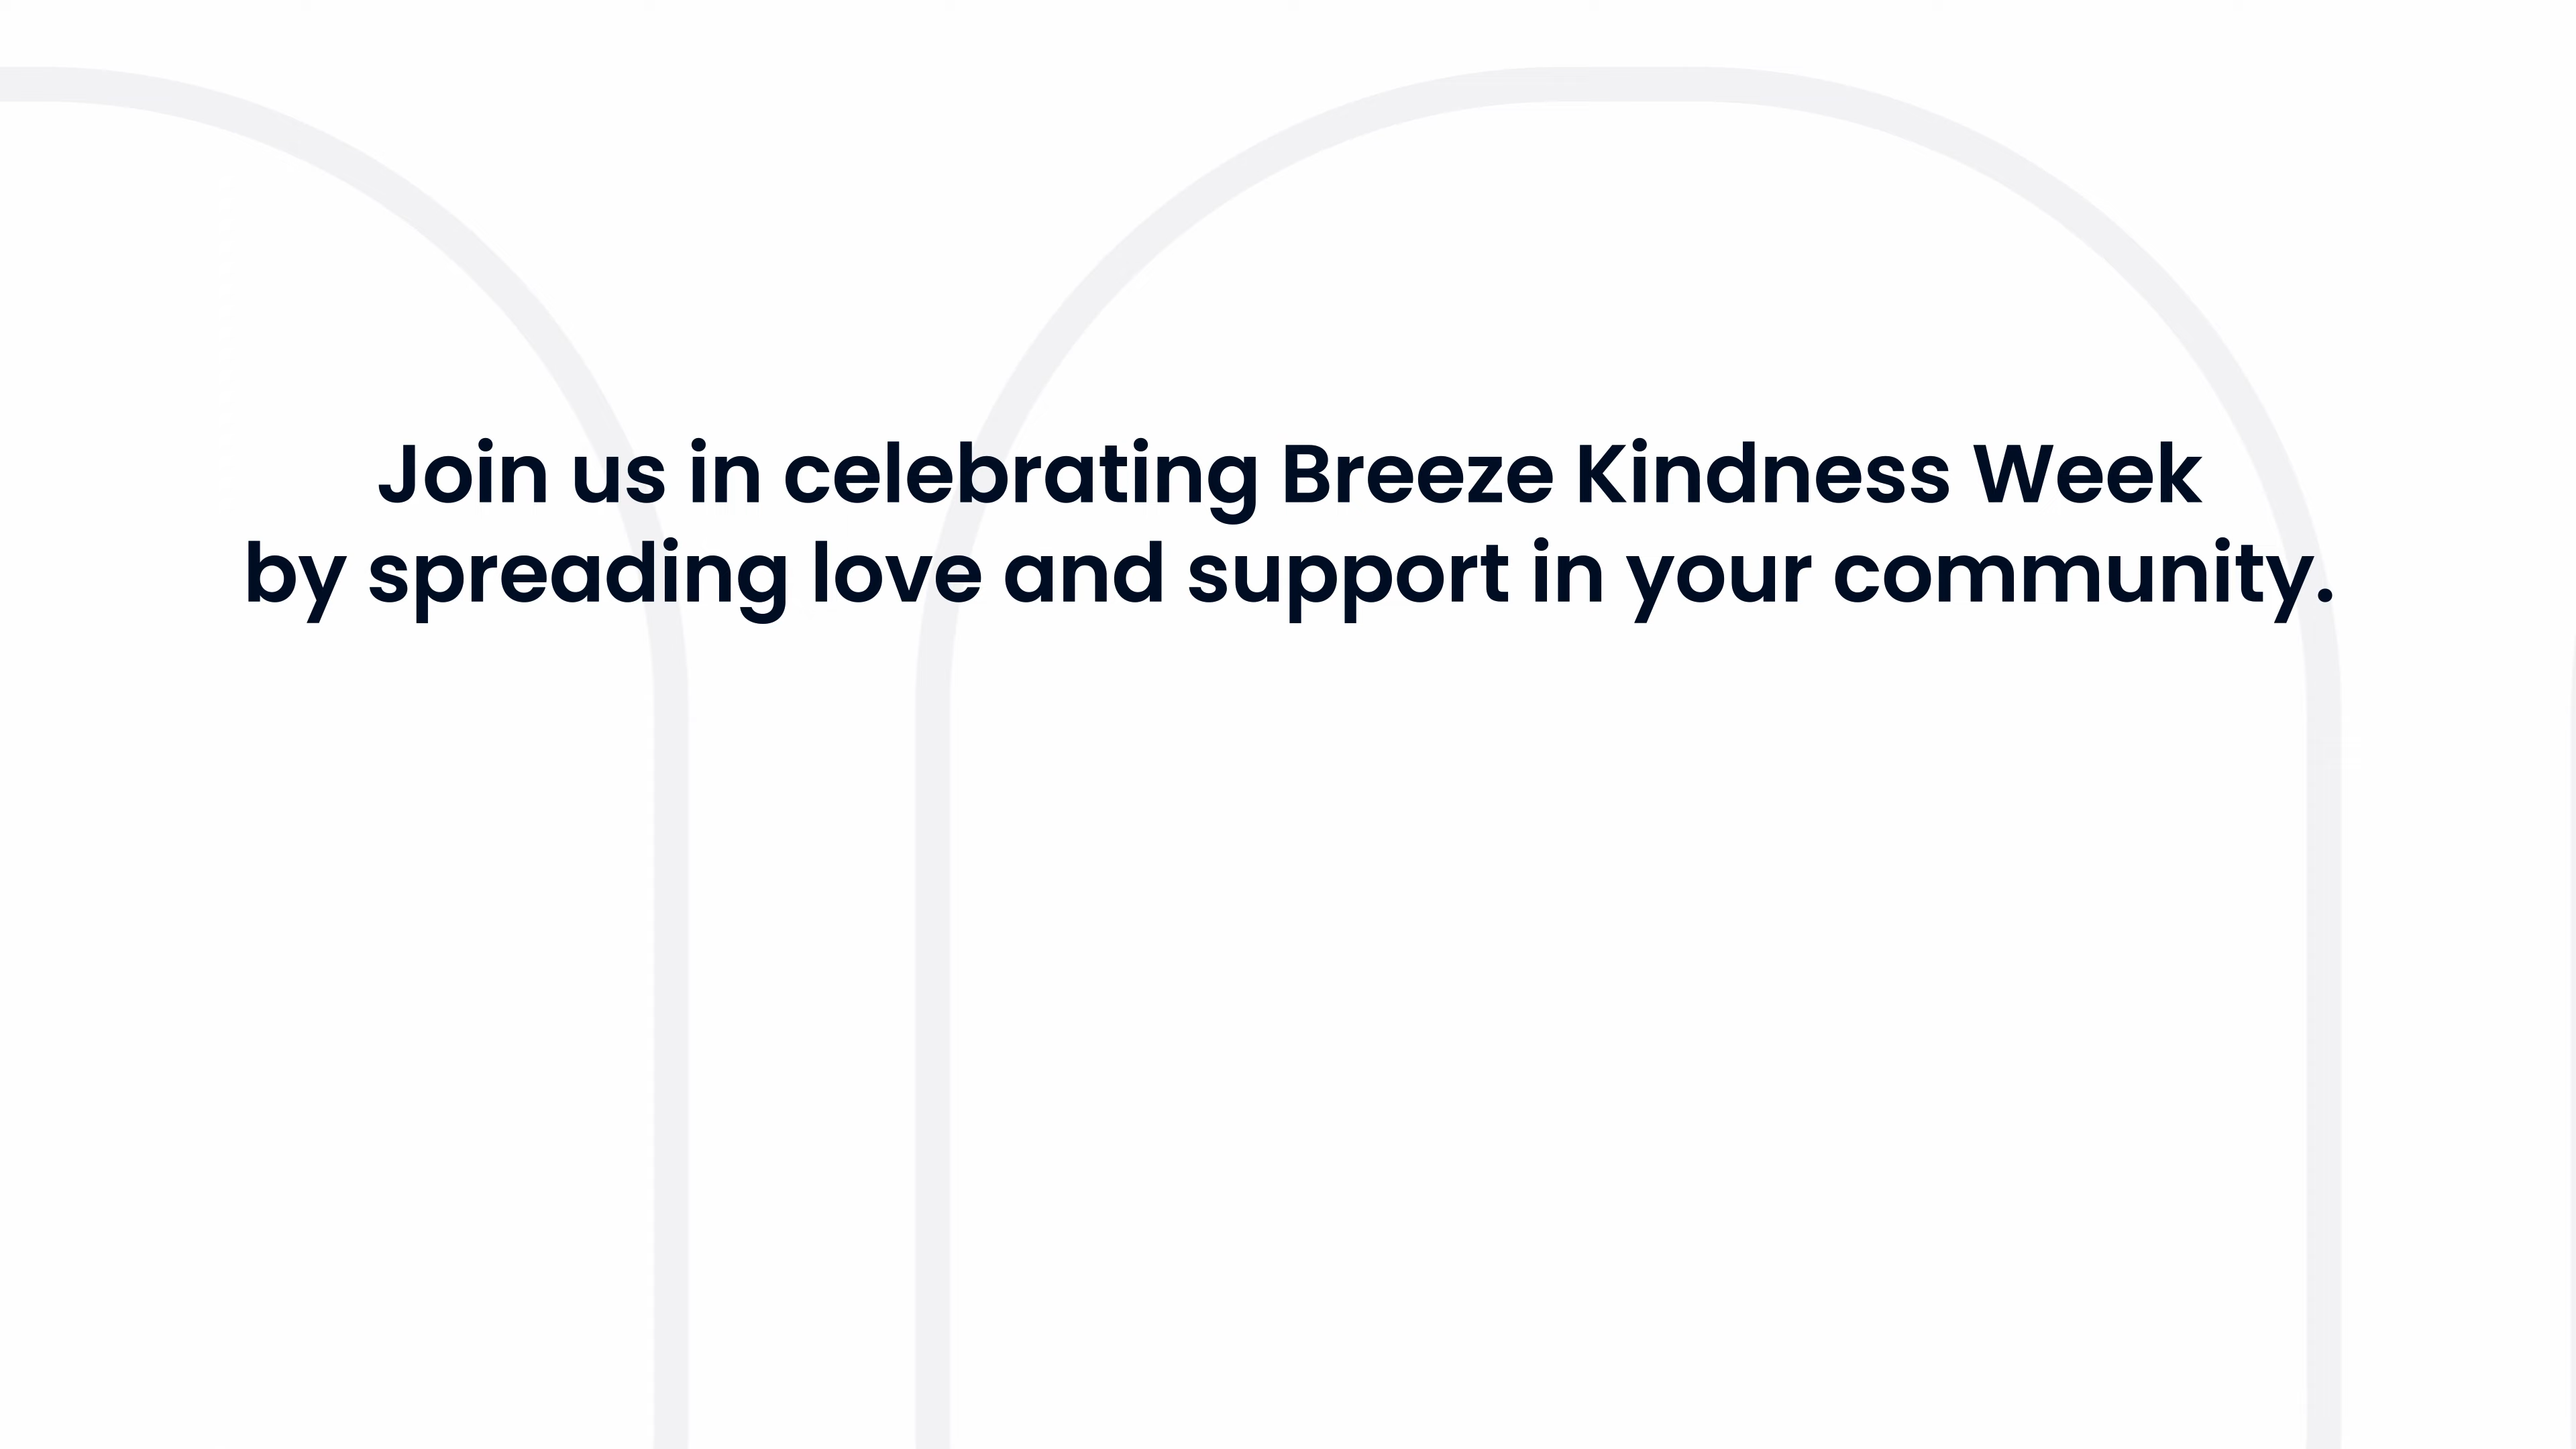 Join us in celebrating Breeze Kindness Week
by spreading love and support in your community.